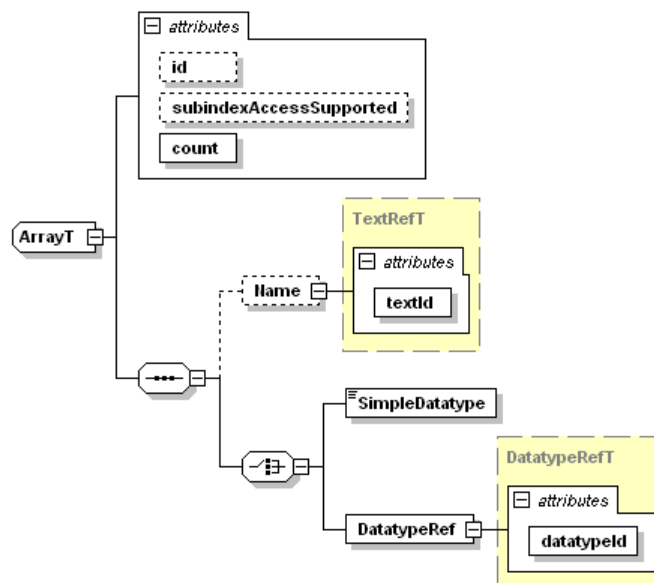 attributes
id
subindexAccessSupported
count
ArrayT
TextRefT
attributes
Name
textId
SimpleDatatype
DatatypeRefT
attributes
DatatypeRef
datatypeId